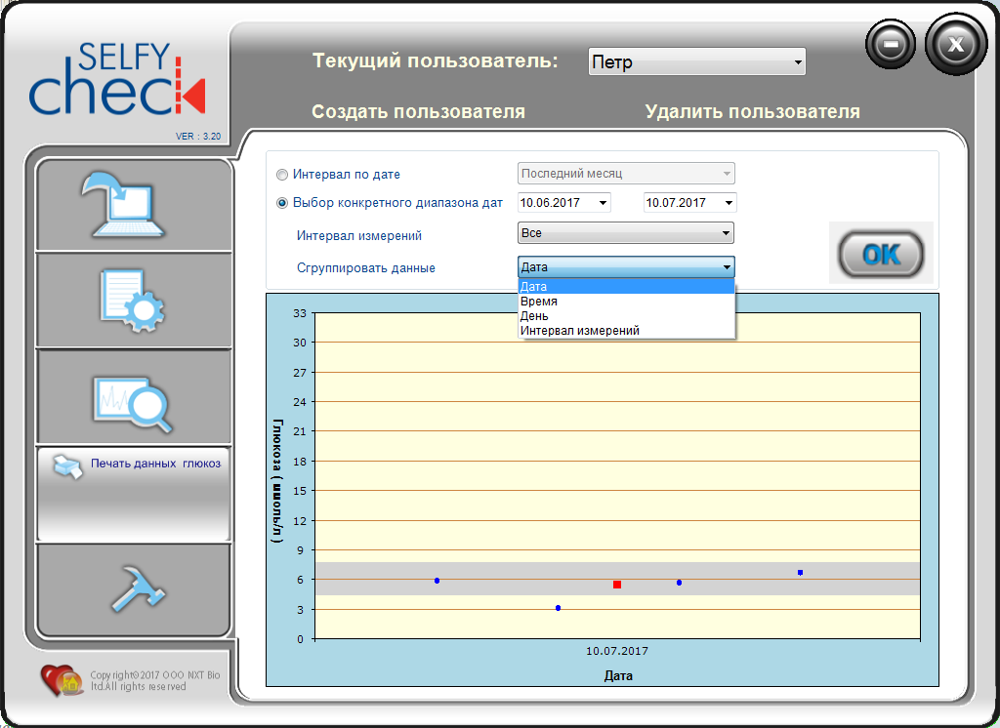 SELFY
check
VER : 3.20
Текущий пользователь:
Петр
Создать пользователя
Удалить пользователя
Интервал по дате
Последний месяц
Выбор конкретного диапазона дат
10.06.2017
10.07.2017
Интервал измерений
Все
Сгруппировать данные
Дата
Дата
Время
День
Интервал измерений
OK
X
Печать данных глюкоз
33
30
27
24
21
18
15
12
9
6
3
0
Глюкоза ( ммоль/л )
10.07.2017
Дата
Copyright©2017 ООО NXT Bio
ltd.All rights reserved